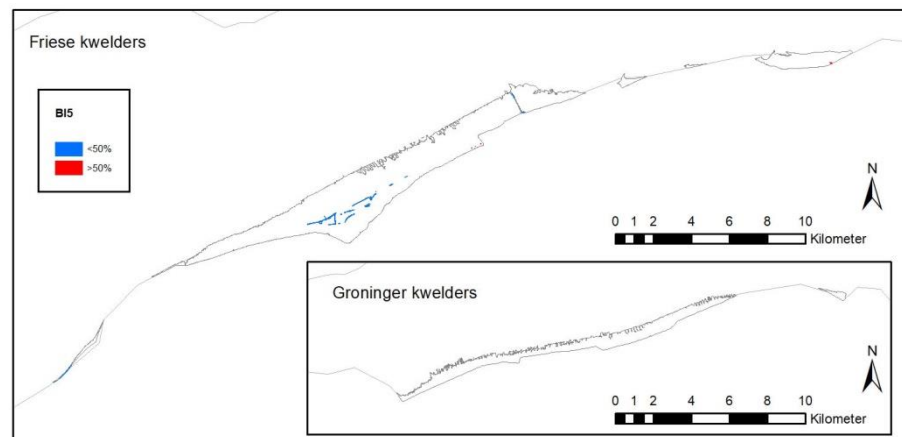 Friese kwelders
BI5
<50%
>50%
N
0 1 2 4 6 8 10
Kilometer
Groninger kwelders
N
0 1 2 4 6 8 10
Kilometer